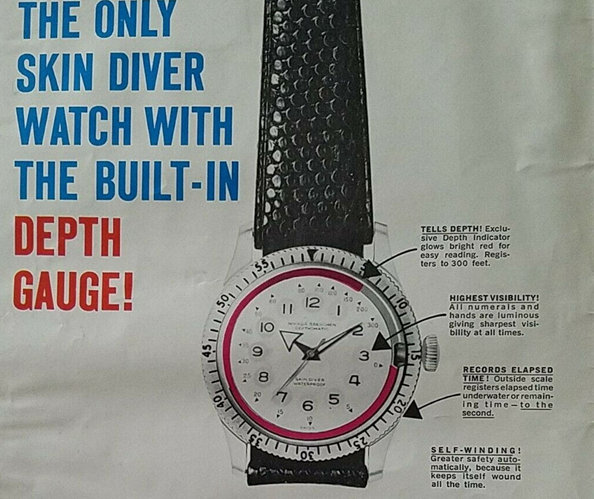 THE ONLY
SKIN DIVER
WATCH WITH
THE BUILT-IN
DEPTH
GAUGE!
TELLS DEPTH! Exclu-
sive Depth Indicator
glows bright red for
easy reading. Regis-
ters to 300 feet.
HIGHEST VISIBILITY!
All numerals and
hands are luminous
giving sharpest visi-
bility at all times.
RECORDS ELAPSED
TIME! Outside scale
registers elapsed time
underwater or remain-
ing time—to the
second.
SELF-WINDING!
Greater safety auto-
matically, because it
keeps itself wound
all the time.
55
50
45
40
35
30
25
20
15
10
12
11
1
10
2
9
3
8
4
7
6
5
300
SKIN DIVER
WATERPROOF